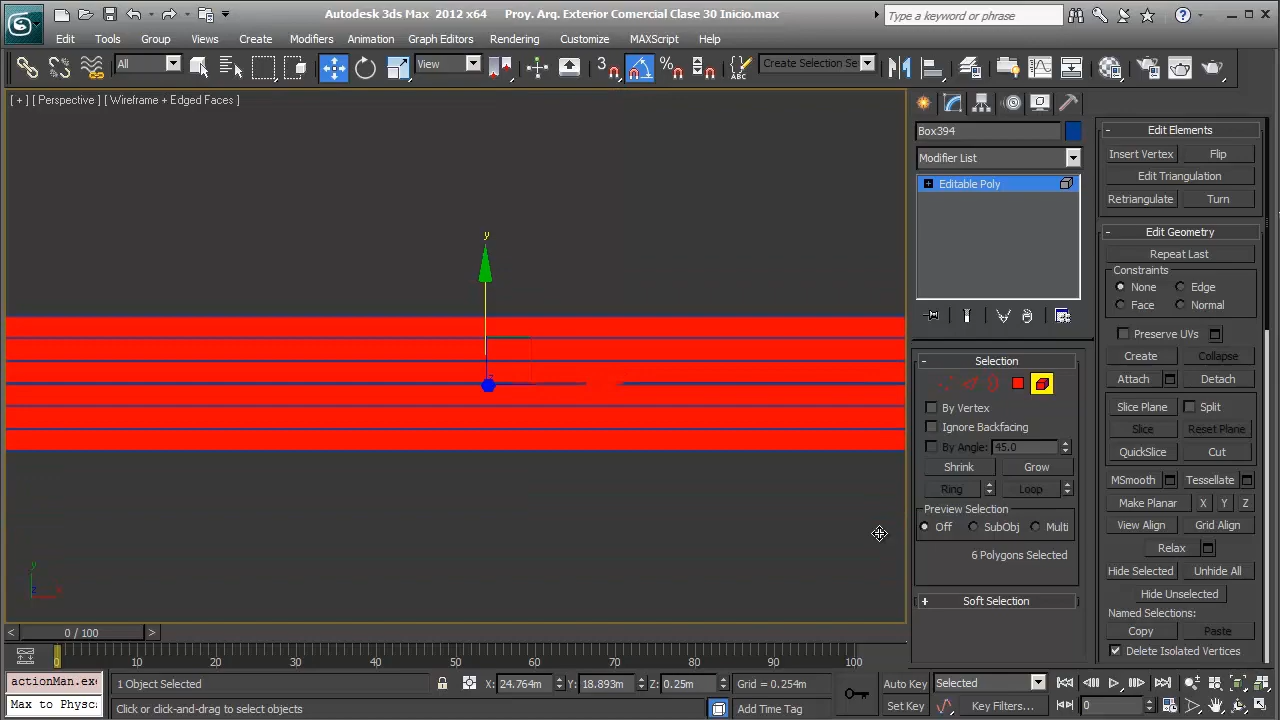 Autodesk 3ds Max 2012 x64 Proy. Arq. Exterior Comercial Clase 30 Inicio.max
Type a keyword or phrase
Edit Tools Group Views Create Modifiers Animation Graph Editors Rendering Customize MAXScript Help
All View 3 Create Selection Se
[ + ] [ Perspective ] [ Wireframe + Edged Faces ]
Box394
Modifier List
Editable Poly
y
Selection
By Vertex
Ignore Backfacing
By Angle: 45.0
Shrink Grow
Ring Loop
Preview Selection
Off SubObj Multi
6 Polygons Selected
Soft Selection
Edit Elements
Insert Vertex Flip
Edit Triangulation
Retriangulate Turn
Edit Geometry
Repeat Last
Constraints
None Edge
Face Normal
Preserve UVs
Create Collapse
Attach Detach
Slice Plane Split
Slice Reset Plane
QuickSlice Cut
MSmooth Tessellate
Make Planar X Y Z
View Align Grid Align
Relax
Hide Selected Unhide All
Hide Unselected
Named Selections:
Copy Paste
Delete Isolated Vertices
y
z x
< 0 / 100 >
0 10 20 30 40 50 60 70 80 90 100
actionMan.exe 1 Object Selected X: 24.764m Y: 18.893m Z: 0.25m Grid = 0.254m Auto Key Selected
Max to Physc: Click or click-and-drag to select objects Add Time Tag Set Key Key Filters... 0